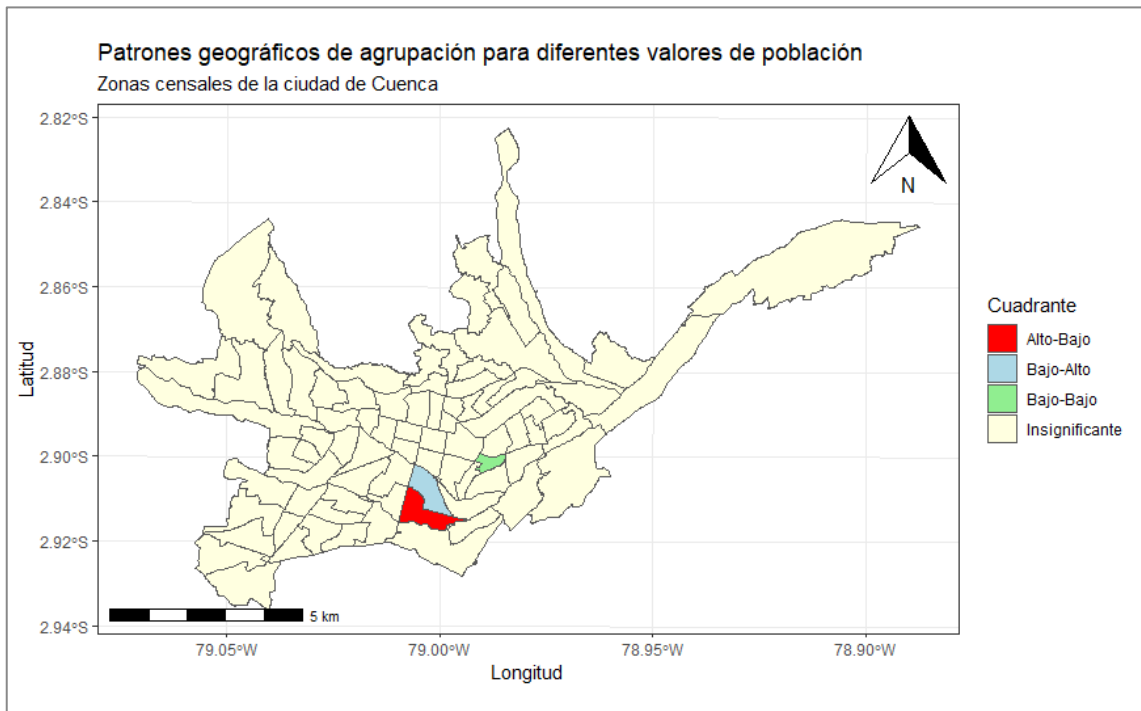 Patrones geográficos de agrupación para diferentes valores de población
Zonas censales de la ciudad de Cuenca
2.82°S
2.84°S
2.86°S
2.88°S
2.90°S
2.92°S
2.94°S
Latitud
N
5 km
79.05°W
79.00°W
78.95°W
78.90°W
Longitud
Cuadrante
Alto-Bajo
Bajo-Alto
Bajo-Bajo
Insignificante